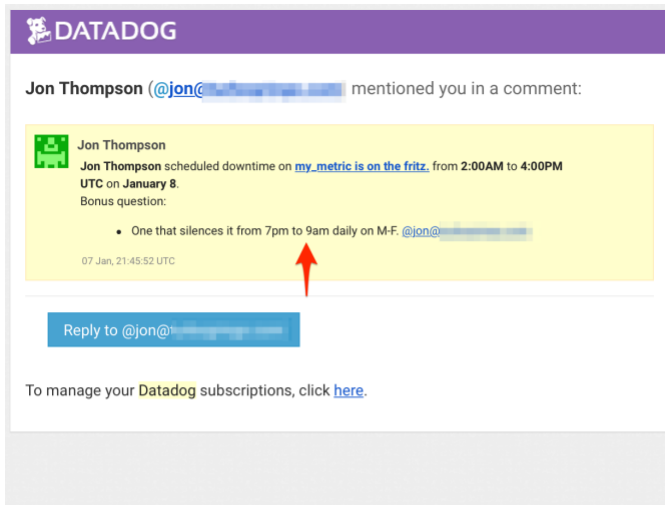 DATADOG
Jon Thompson (@jon@ mentioned you in a comment:
Jon Thompson
Jon Thompson scheduled downtime on my_metric is on the fritz. from 2:00AM to 4:00PM
UTC on January 8.
Bonus question:
• One that silences it from 7pm to 9am daily on M-F. @jon@
07 Jan, 21:45:52 UTC
Reply to @jon@
To manage your Datadog subscriptions, click here.